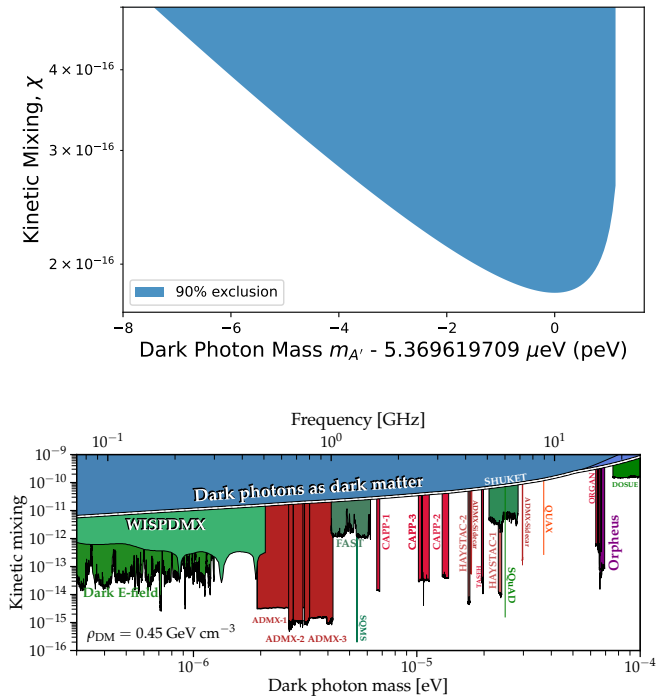 Kinetic Mixing, χ
4 × 10⁻¹⁶
3 × 10⁻¹⁶
2 × 10⁻¹⁶
90% exclusion
−8 −6 −4 −2 0
Dark Photon Mass m_A′ - 5.369619709 μeV (peV)
Frequency [GHz]
10⁻¹ 10⁰ 10¹
Kinetic mixing
10⁻⁹
10⁻¹⁰
10⁻¹¹
10⁻¹²
10⁻¹³
10⁻¹⁴
10⁻¹⁵
10⁻¹⁶
Dark photons as dark matter
WISPDMX
Dark E-field
ADMX-1
ADMX-2
ADMX-3
FAST
SQMS
CAPP-1
CAPP-3
CAPP-2
HAYSTAC-2
ADMX-Sidecar
TASEH
HAYSTAC-1
SHUKET
SQuAD
ADMX-Sidecar
QUAX
ORGAN
Orpheus
DOSUE
ρ_DM = 0.45 GeV cm⁻³
10⁻⁶ 10⁻⁵ 10⁻⁴
Dark photon mass [eV]